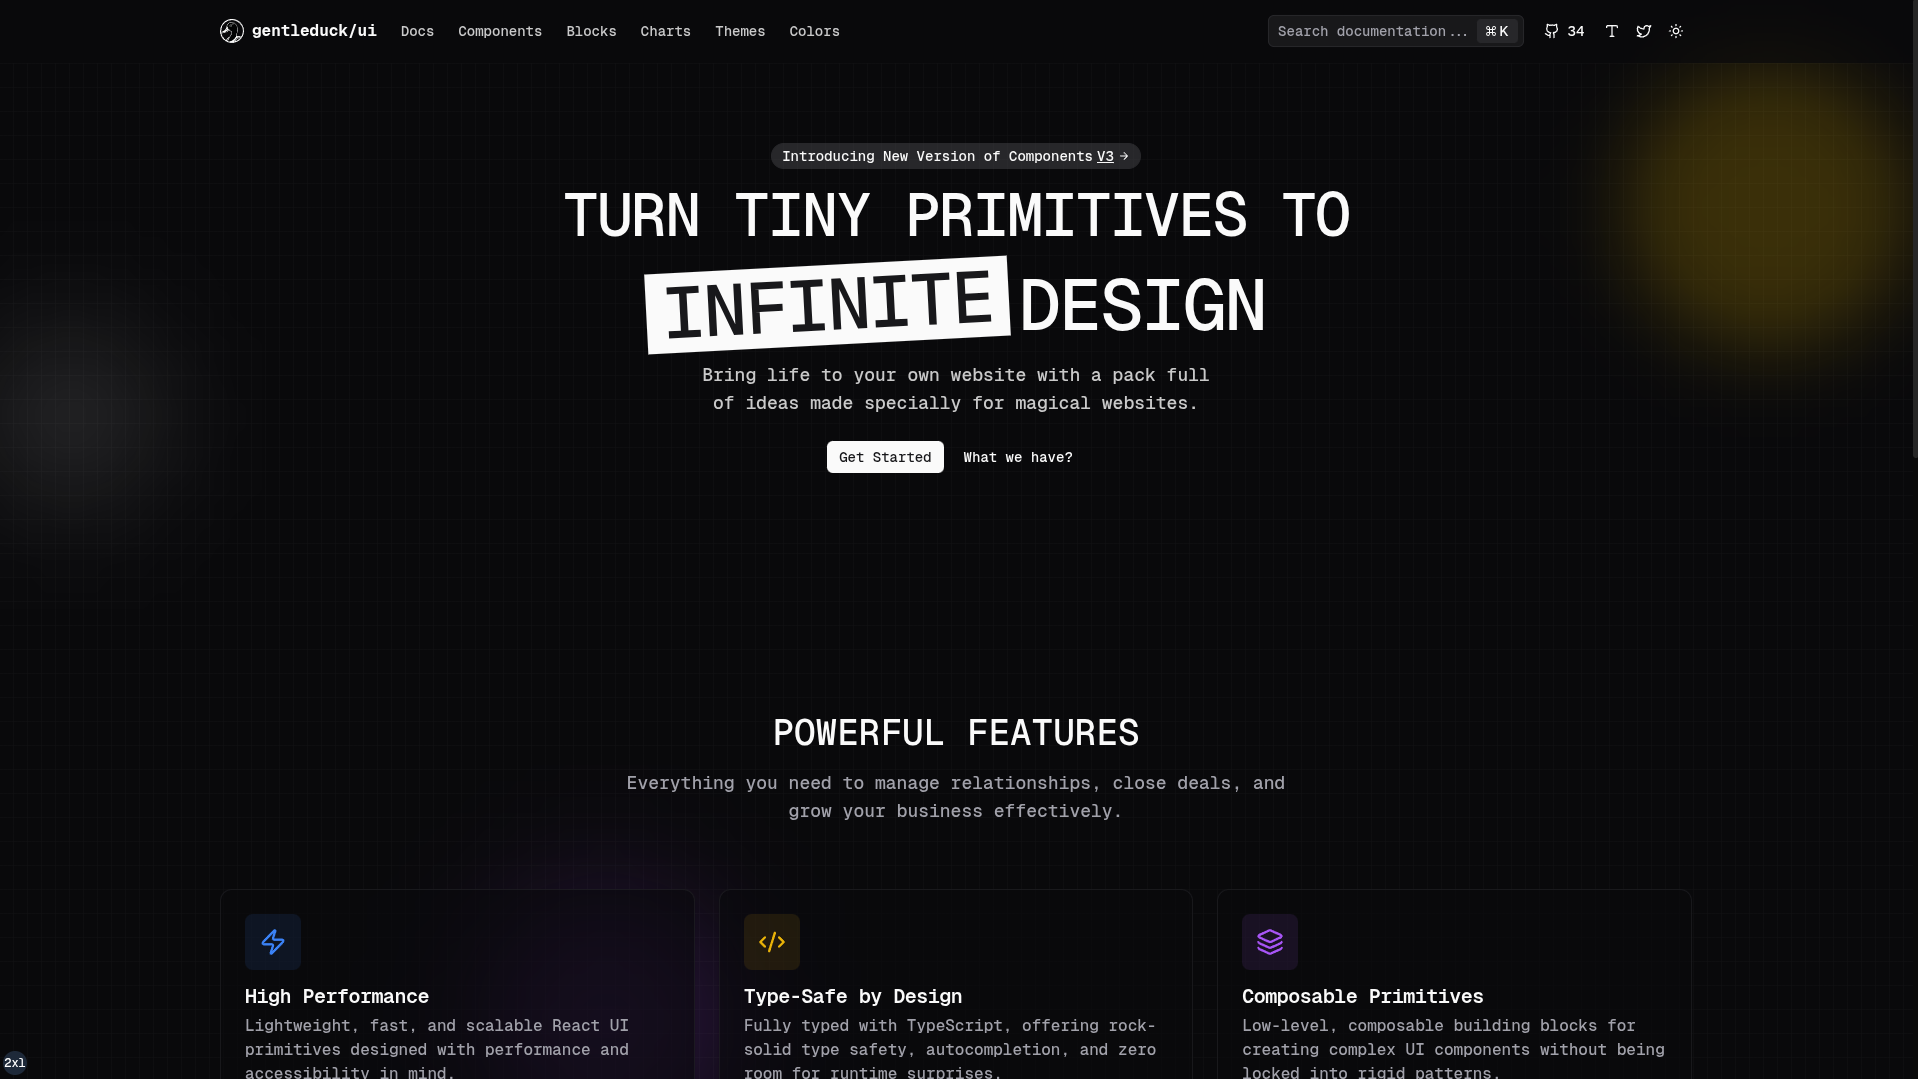 gentleduck/ui Docs Components Blocks Charts Themes Colors Search documentation... ⌘K 34
Introducing New Version of Components V3 →
TURN TINY PRIMITIVES TO
INFINITE DESIGN
Bring life to your own website with a pack full
of ideas made specially for magical websites.
Get Started What we have?
POWERFUL FEATURES
Everything you need to manage relationships, close deals, and
grow your business effectively.
High Performance
Lightweight, fast, and scalable React UI
primitives designed with performance and
accessibility in mind.
Type-Safe by Design
Fully typed with TypeScript, offering rock-
solid type safety, autocompletion, and zero
room for runtime surprises.
Composable Primitives
Low-level, composable building blocks for
creating complex UI components without being
locked into rigid patterns.
2xl